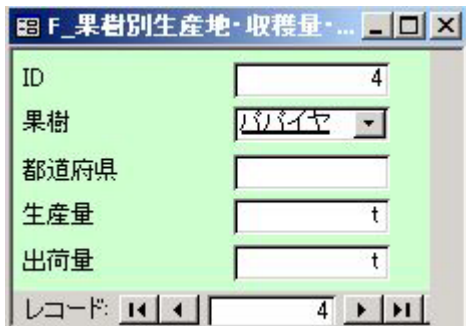 F_果樹別生産地・収穫量・...
ID 4
果樹 パパイヤ
都道府県
生産量 t
出荷量 t
レコード: 4